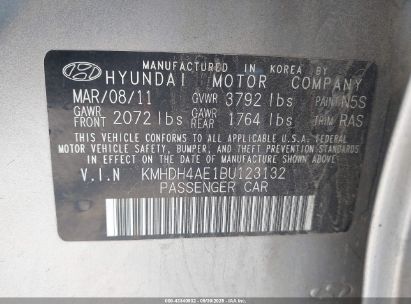 MANUFACTURED IN KOREA BY
HYUNDAI MOTOR COMPANY
MAR/08/11 GVWR 3792 lbs PAINT N5S
GAWR FRONT 2072 lbs GAWR REAR 1764 lbs TRIM RAS
THIS VEHICLE CONFORMS TO ALL APPLICABLE U.S.A. FEDERAL
MOTOR VEHICLE SAFETY, BUMPER, AND THEFT PREVENTION
STANDARDS IN EFFECT ON THE DATE OF MANUFACTURE SHOWN ABOVE.
V.I.N KMHDH4AE1BU123132
PASSENGER CAR